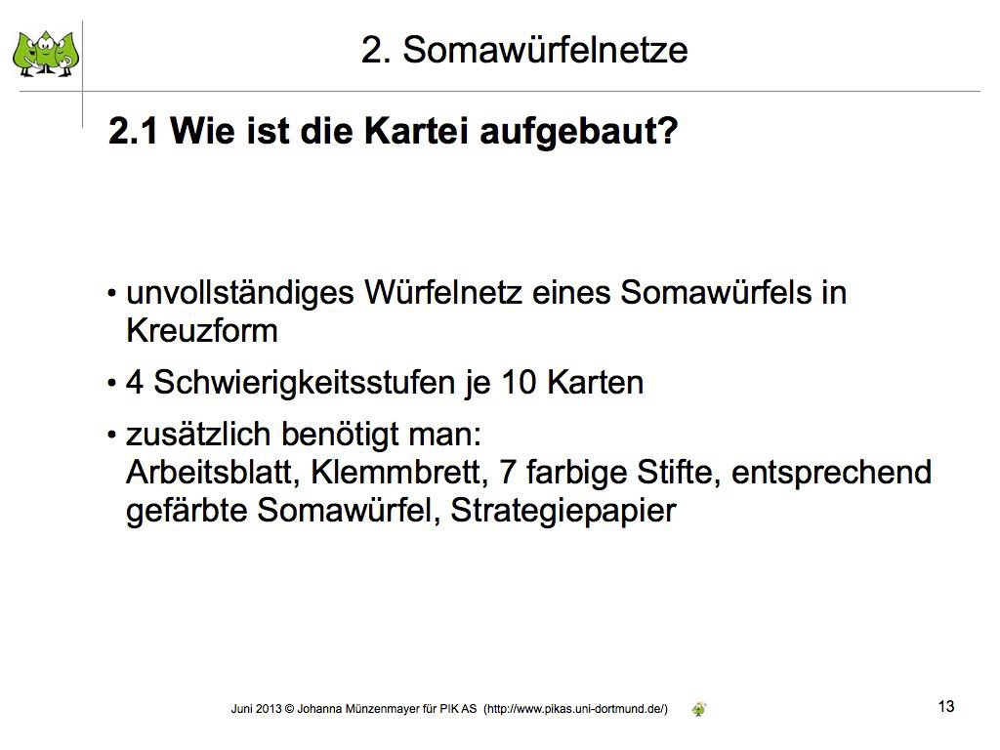 2. Somawürfelnetze
2.1 Wie ist die Kartei aufgebaut?
• unvollständiges Würfelnetz eines Somawürfels in
Kreuzform
• 4 Schwierigkeitsstufen je 10 Karten
• zusätzlich benötigt man:
Arbeitsblatt, Klemmbrett, 7 farbige Stifte, entsprechend
gefärbte Somawürfel, Strategiepapier
Juni 2013 © Johanna Münzenmayer für PIK AS (http://www.pikas.uni-dortmund.de/)
13